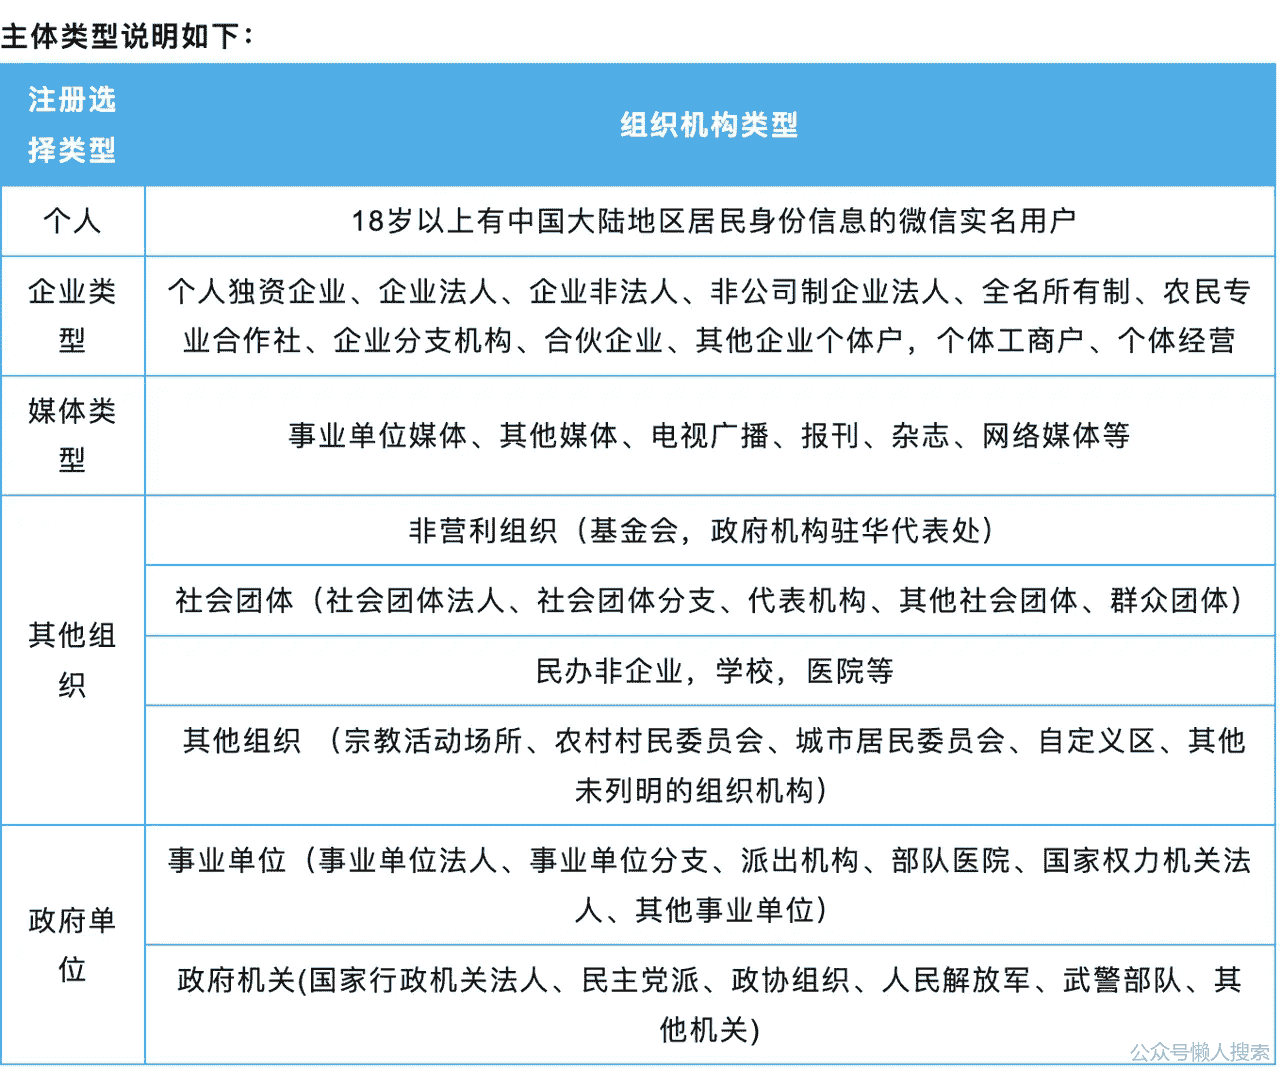 主体类型说明如下：
注册选
择类型
组织机构类型
个人
18岁以上有中国大陆地区居民身份信息的微信实名用户
企业类
型
个人独资企业、企业法人、企业非法人、非公司制企业法人、全名所有制、农民专
业合作社、企业分支机构、合伙企业、其他企业个体户，个体工商户、个体经营
媒体类
型
事业单位媒体、其他媒体、电视广播、报刊、杂志、网络媒体等
其他组
织
非营利组织（基金会，政府机构驻华代表处）
社会团体（社会团体法人、社会团体分支、代表机构、其他社会团体、群众团体）
民办非企业，学校，医院等
其他组织 （宗教活动场所、农村村民委员会、城市居民委员会、自定义区、其他
未列明的组织机构）
政府单
位
事业单位（事业单位法人、事业单位分支、派出机构、部队医院、国家权力机关法
人、其他事业单位）
政府机关(国家行政机关法人、民主党派、政协组织、人民解放军、武警部队、其
他机关)
公众号懒人搜索